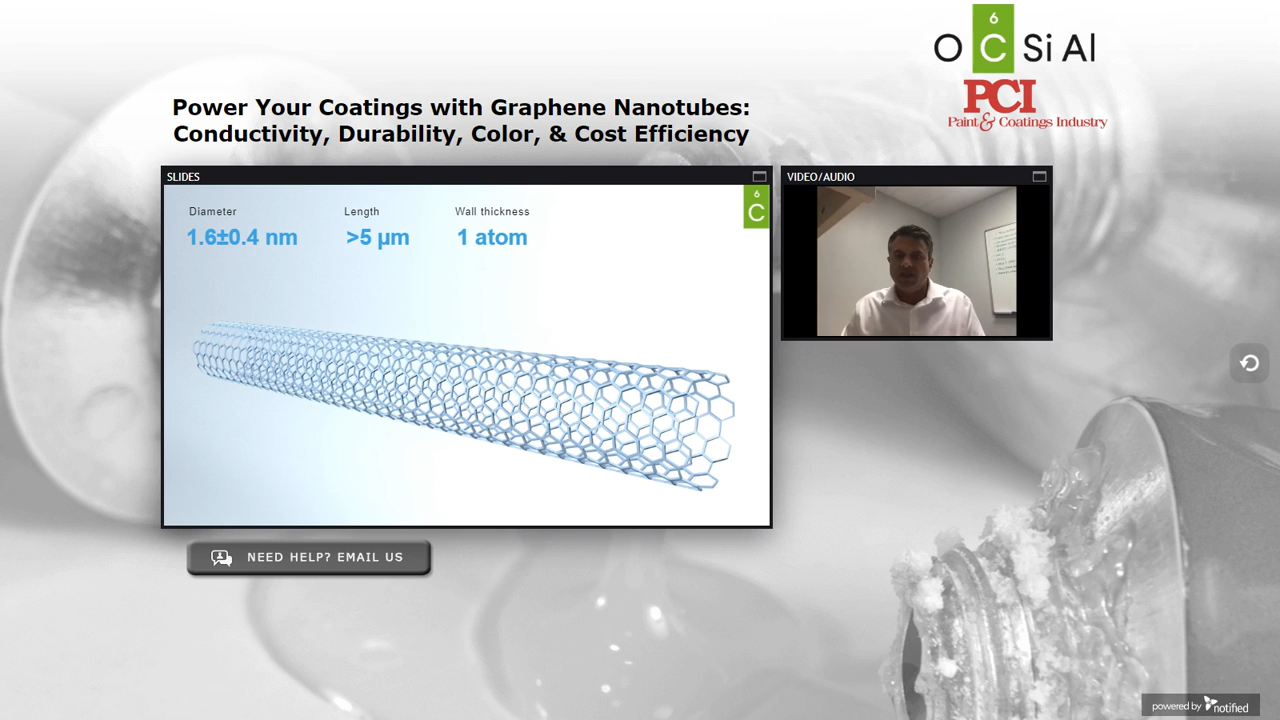 6
O C Si Al
PCI
Paint & Coatings Industry
Power Your Coatings with Graphene Nanotubes:
Conductivity, Durability, Color, & Cost Efficiency
SLIDES
VIDEO/AUDIO
6
C
Diameter Length Wall thickness
1.6±0.4 nm >5 µm 1 atom
NEED HELP? EMAIL US
powered by notified